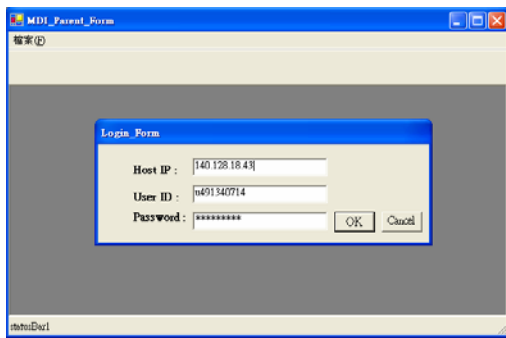 MDI_Parent_Form
檔案(F)
Login_Form
Host IP : 140.128.18.43
User ID : u491340714
Password : *********
OK Cancel
statusBar1